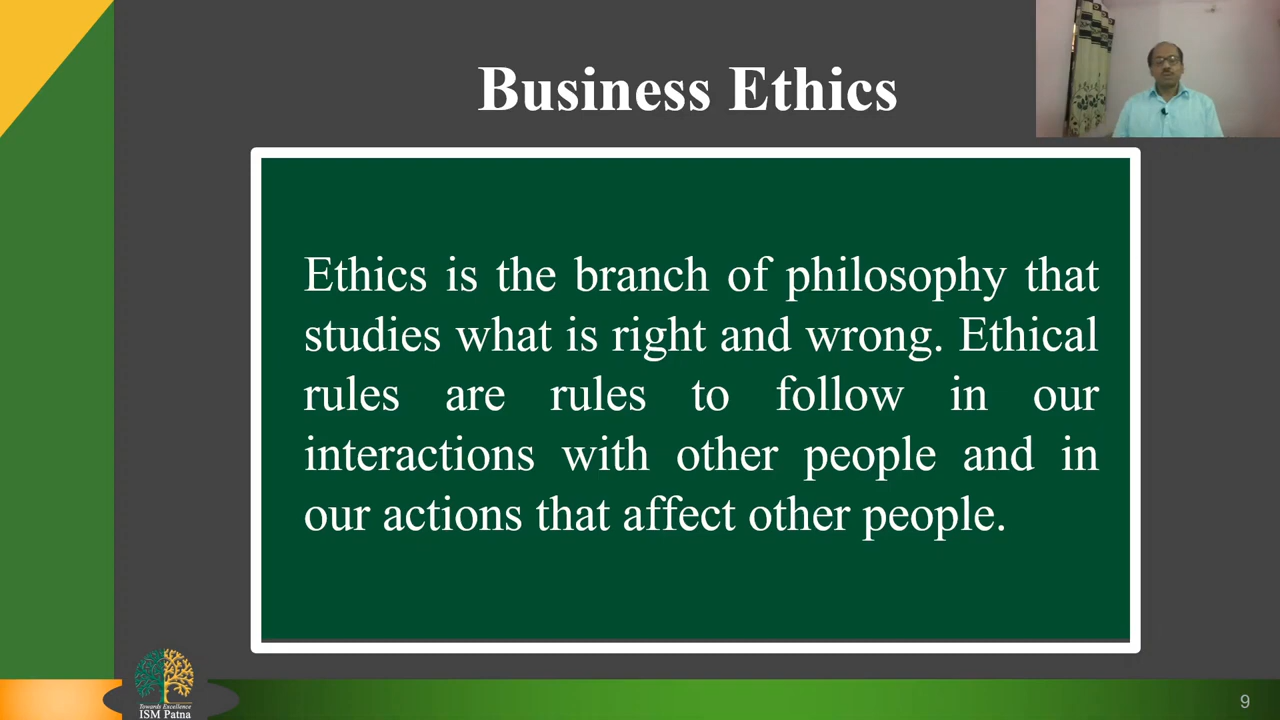 Business Ethics
Ethics is the branch of philosophy that
studies what is right and wrong. Ethical
rules are rules to follow in our
interactions with other people and in
our actions that affect other people.
Towards Excellence
ISM Patna
9